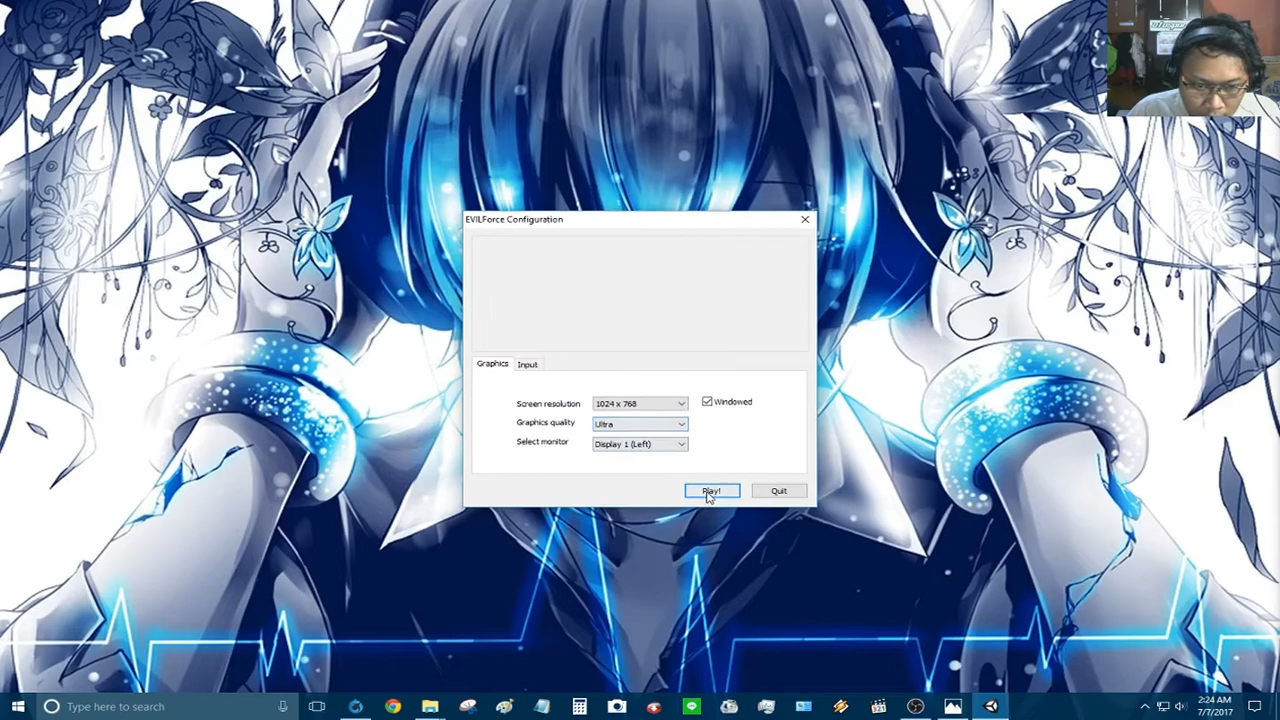 EVILForce Configuration
Graphics
Input
Screen resolution
1024 x 768
Windowed
Graphics quality
Ultra
Select monitor
Display 1 (Left)
Play!
Quit
Type here to search
2:24 AM
7/7/2017